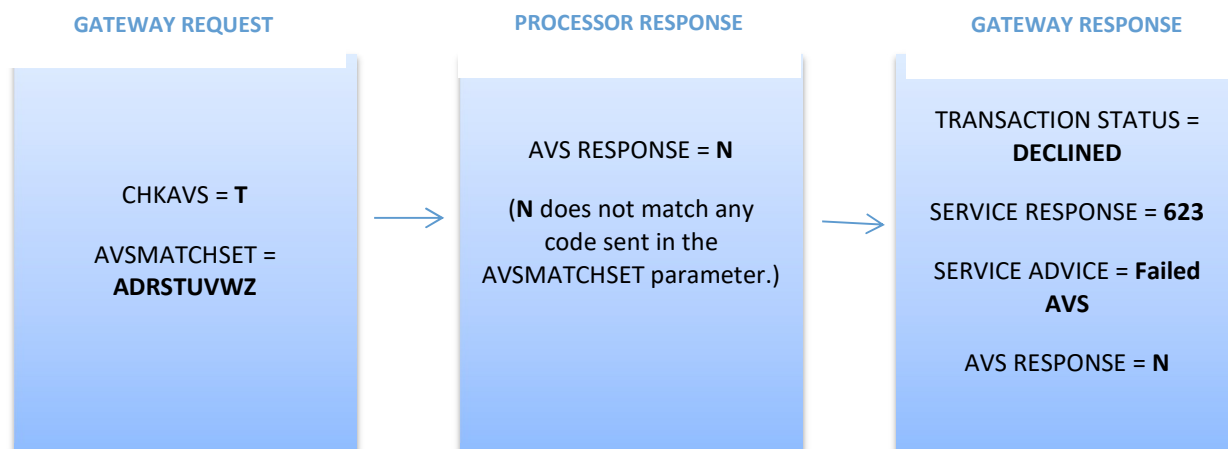 GATEWAY REQUEST
PROCESSOR RESPONSE
GATEWAY RESPONSE
CHKAVS = T
AVSMATCHSET =
ADRSTUVWZ
AVS RESPONSE = N
(N does not match any
code sent in the
AVSMATCHSET parameter.)
TRANSACTION STATUS =
DECLINED
SERVICE RESPONSE = 623
SERVICE ADVICE = Failed
AVS
AVS RESPONSE = N